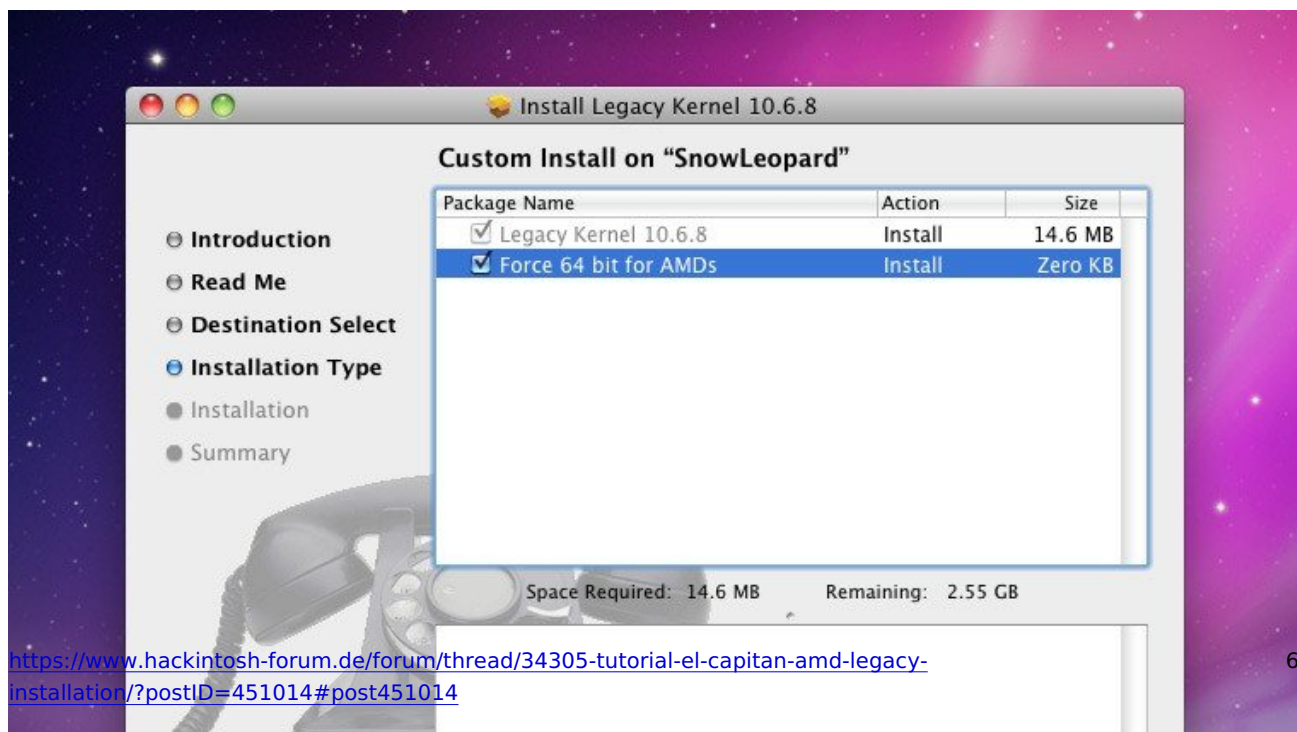 Install Legacy Kernel 10.6.8
Custom Install on “SnowLeopard”
Introduction
Read Me
Destination Select
Installation Type
Installation
Summary
Package Name Action Size
Legacy Kernel 10.6.8 Install 14.6 MB
Force 64 bit for AMDs Install Zero KB
Space Required: 14.6 MB Remaining: 2.55 GB
https://www.hackintosh-forum.de/forum/thread/34305-tutorial-el-capitan-amd-legacy-
installation/?postID=451014#post451014
6